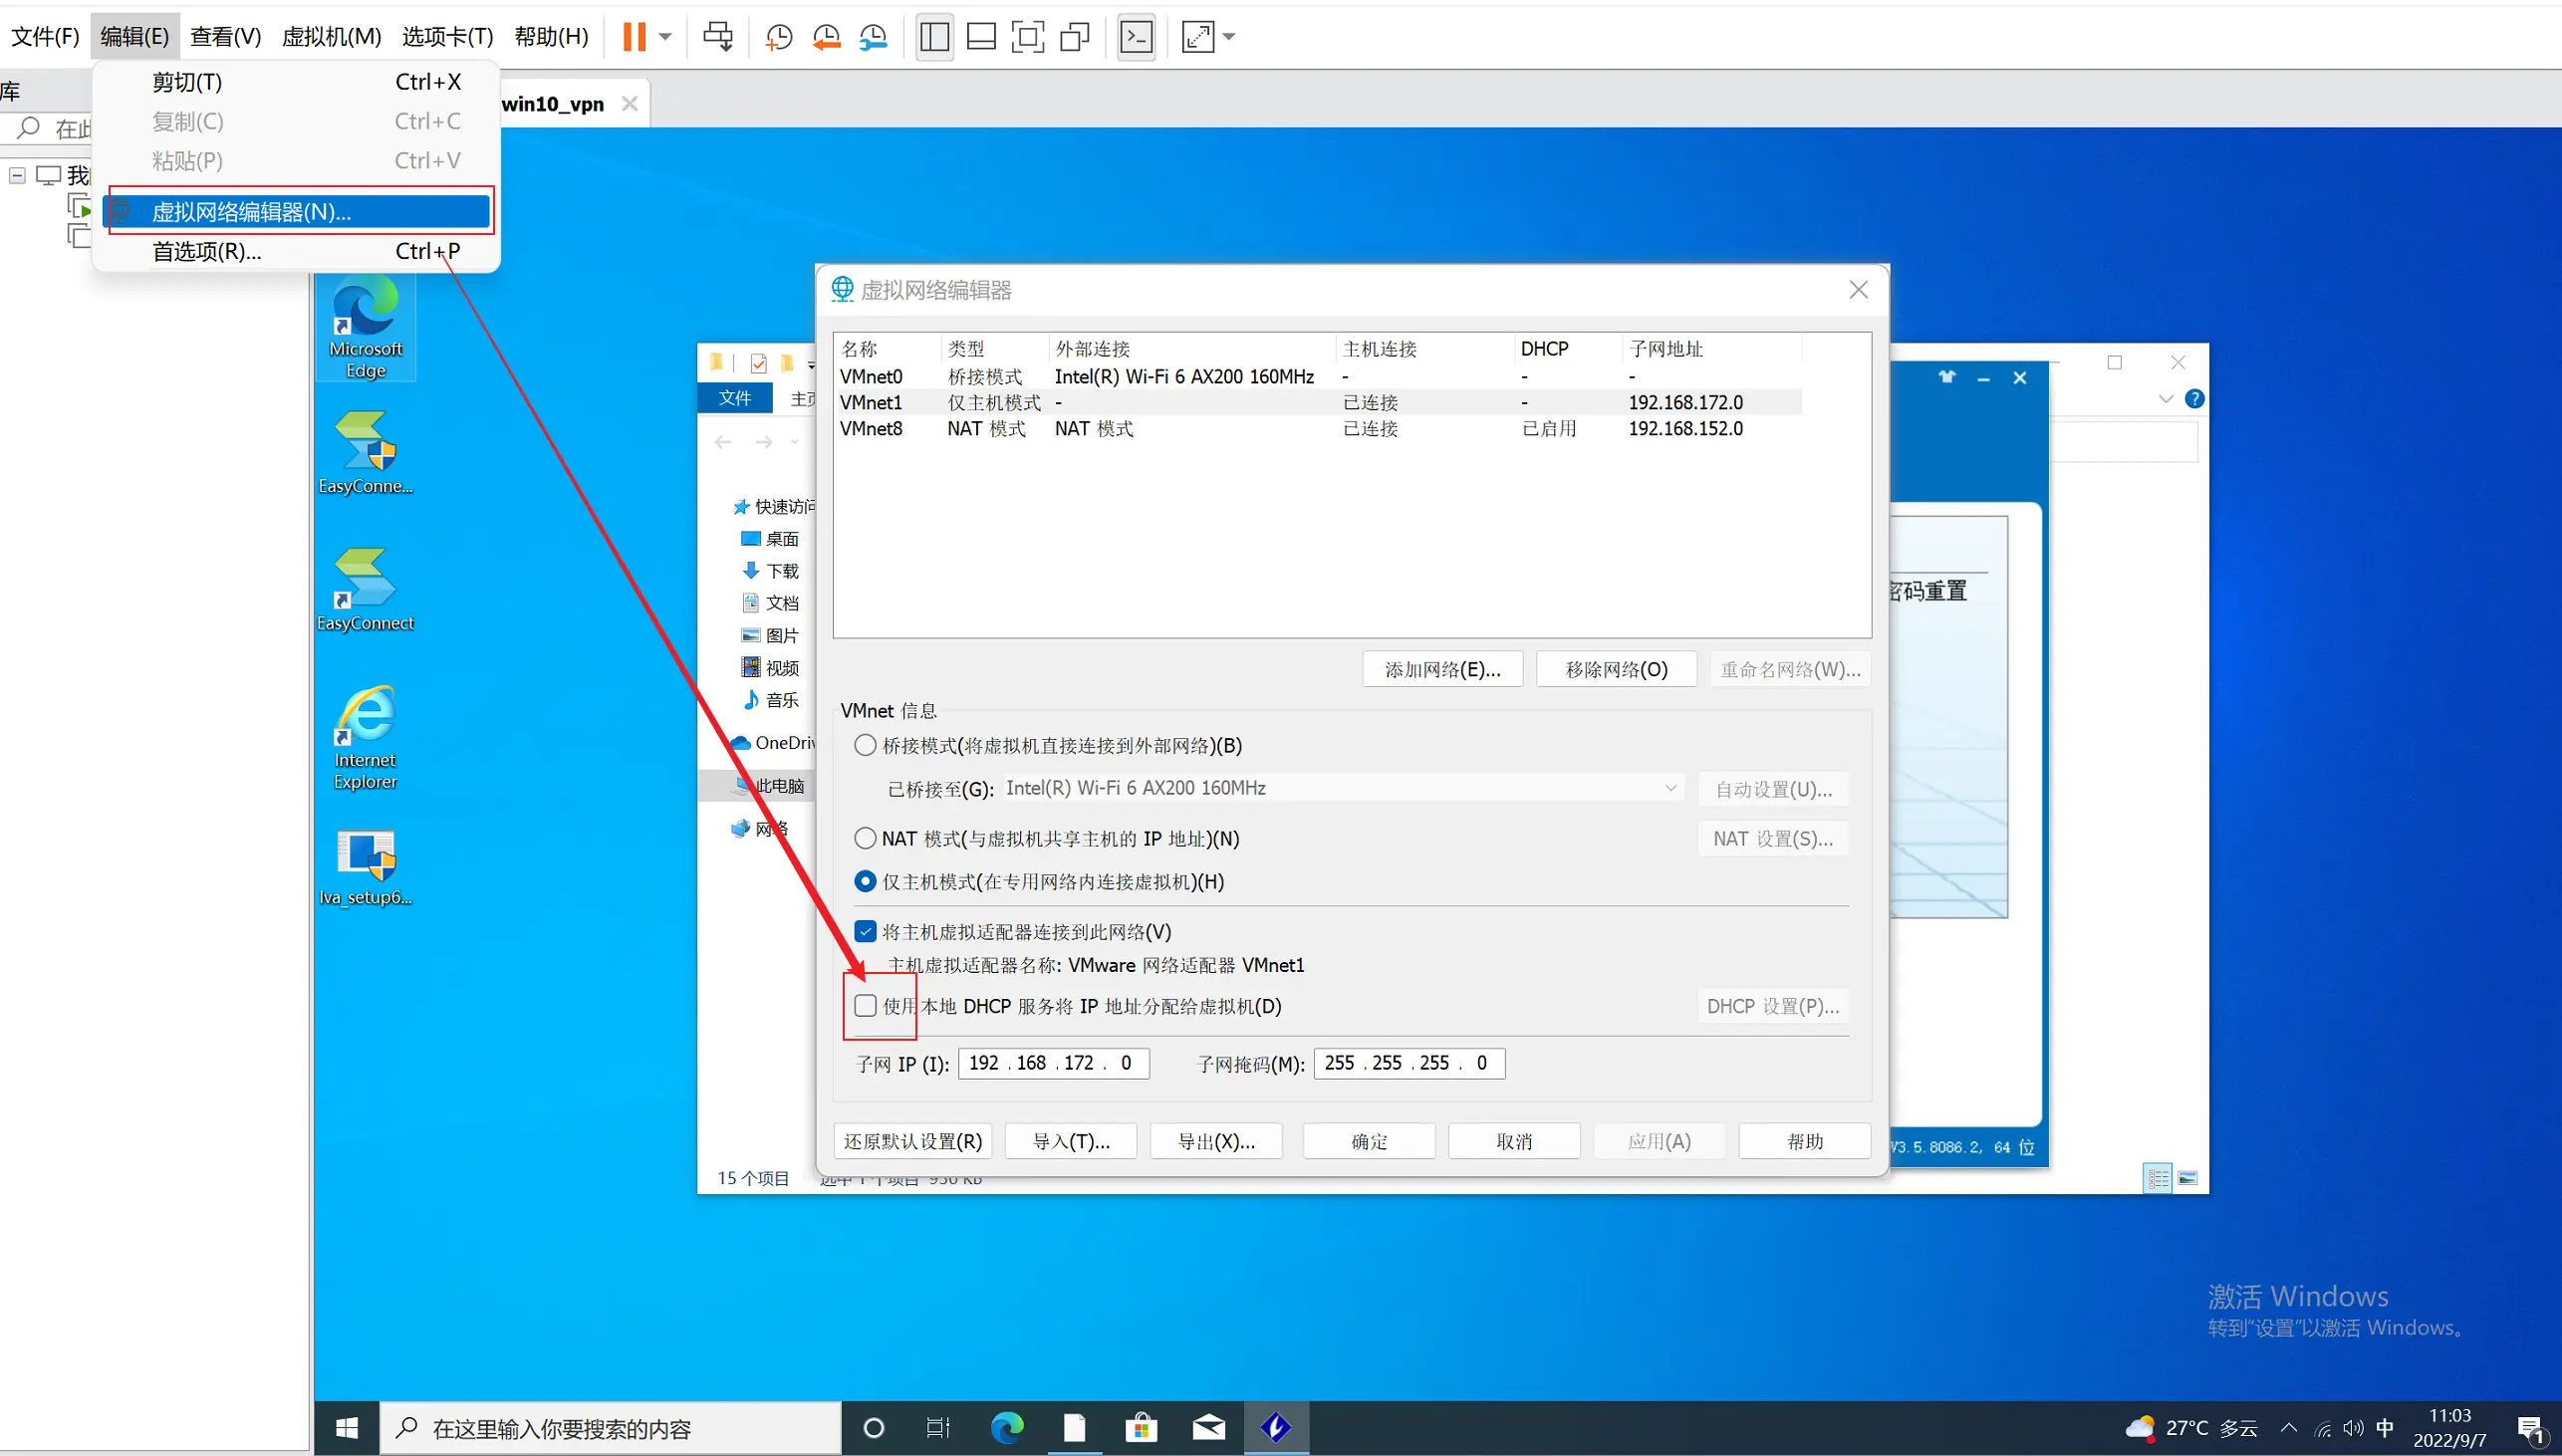 文件(F) 编辑(E) 查看(V) 虚拟机(M) 选项卡(T) 帮助(H)
库
剪切(T) Ctrl+X
复制(C) Ctrl+C
粘贴(P) Ctrl+V
虚拟网络编辑器(N)...
首选项(R)... Ctrl+P
在此
我的
win10_vpn
Microsoft
Edge
EasyConne...
EasyConnect
Internet
Explorer
lva_setup6...
文件 主页
快速访问
桌面
下载
文档
图片
视频
音乐
OneDriv
此电脑
网络
15 个项目 选中 1 个项目 950 KB
虚拟网络编辑器
名称 类型 外部连接 主机连接 DHCP 子网地址
VMnet0 桥接模式 Intel(R) Wi-Fi 6 AX200 160MHz - - -
VMnet1 仅主机模式 - 已连接 - 192.168.172.0
VMnet8 NAT 模式 NAT 模式 已连接 已启用 192.168.152.0
添加网络(E)... 移除网络(O) 重命名网络(W)...
VMnet 信息
桥接模式(将虚拟机直接连接到外部网络)(B)
已桥接至(G): Intel(R) Wi-Fi 6 AX200 160MHz 自动设置(U)...
NAT 模式(与虚拟机共享主机的 IP 地址)(N) NAT 设置(S)...
仅主机模式(在专用网络内连接虚拟机)(H)
将主机虚拟适配器连接到此网络(V)
主机虚拟适配器名称: VMware 网络适配器 VMnet1
使用本地 DHCP 服务将 IP 地址分配给虚拟机(D) DHCP 设置(P)...
子网 IP (I): 192 . 168 . 172 . 0 子网掩码(M): 255 . 255 . 255 . 0
还原默认设置(R) 导入(T)... 导出(X)... 确定 取消 应用(A) 帮助
密码重置
V3.5.8086.2, 64 位
激活 Windows
转到"设置"以激活 Windows。
在这里输入你要搜索的内容
27°C 多云 中
11:03
2022/9/7
1